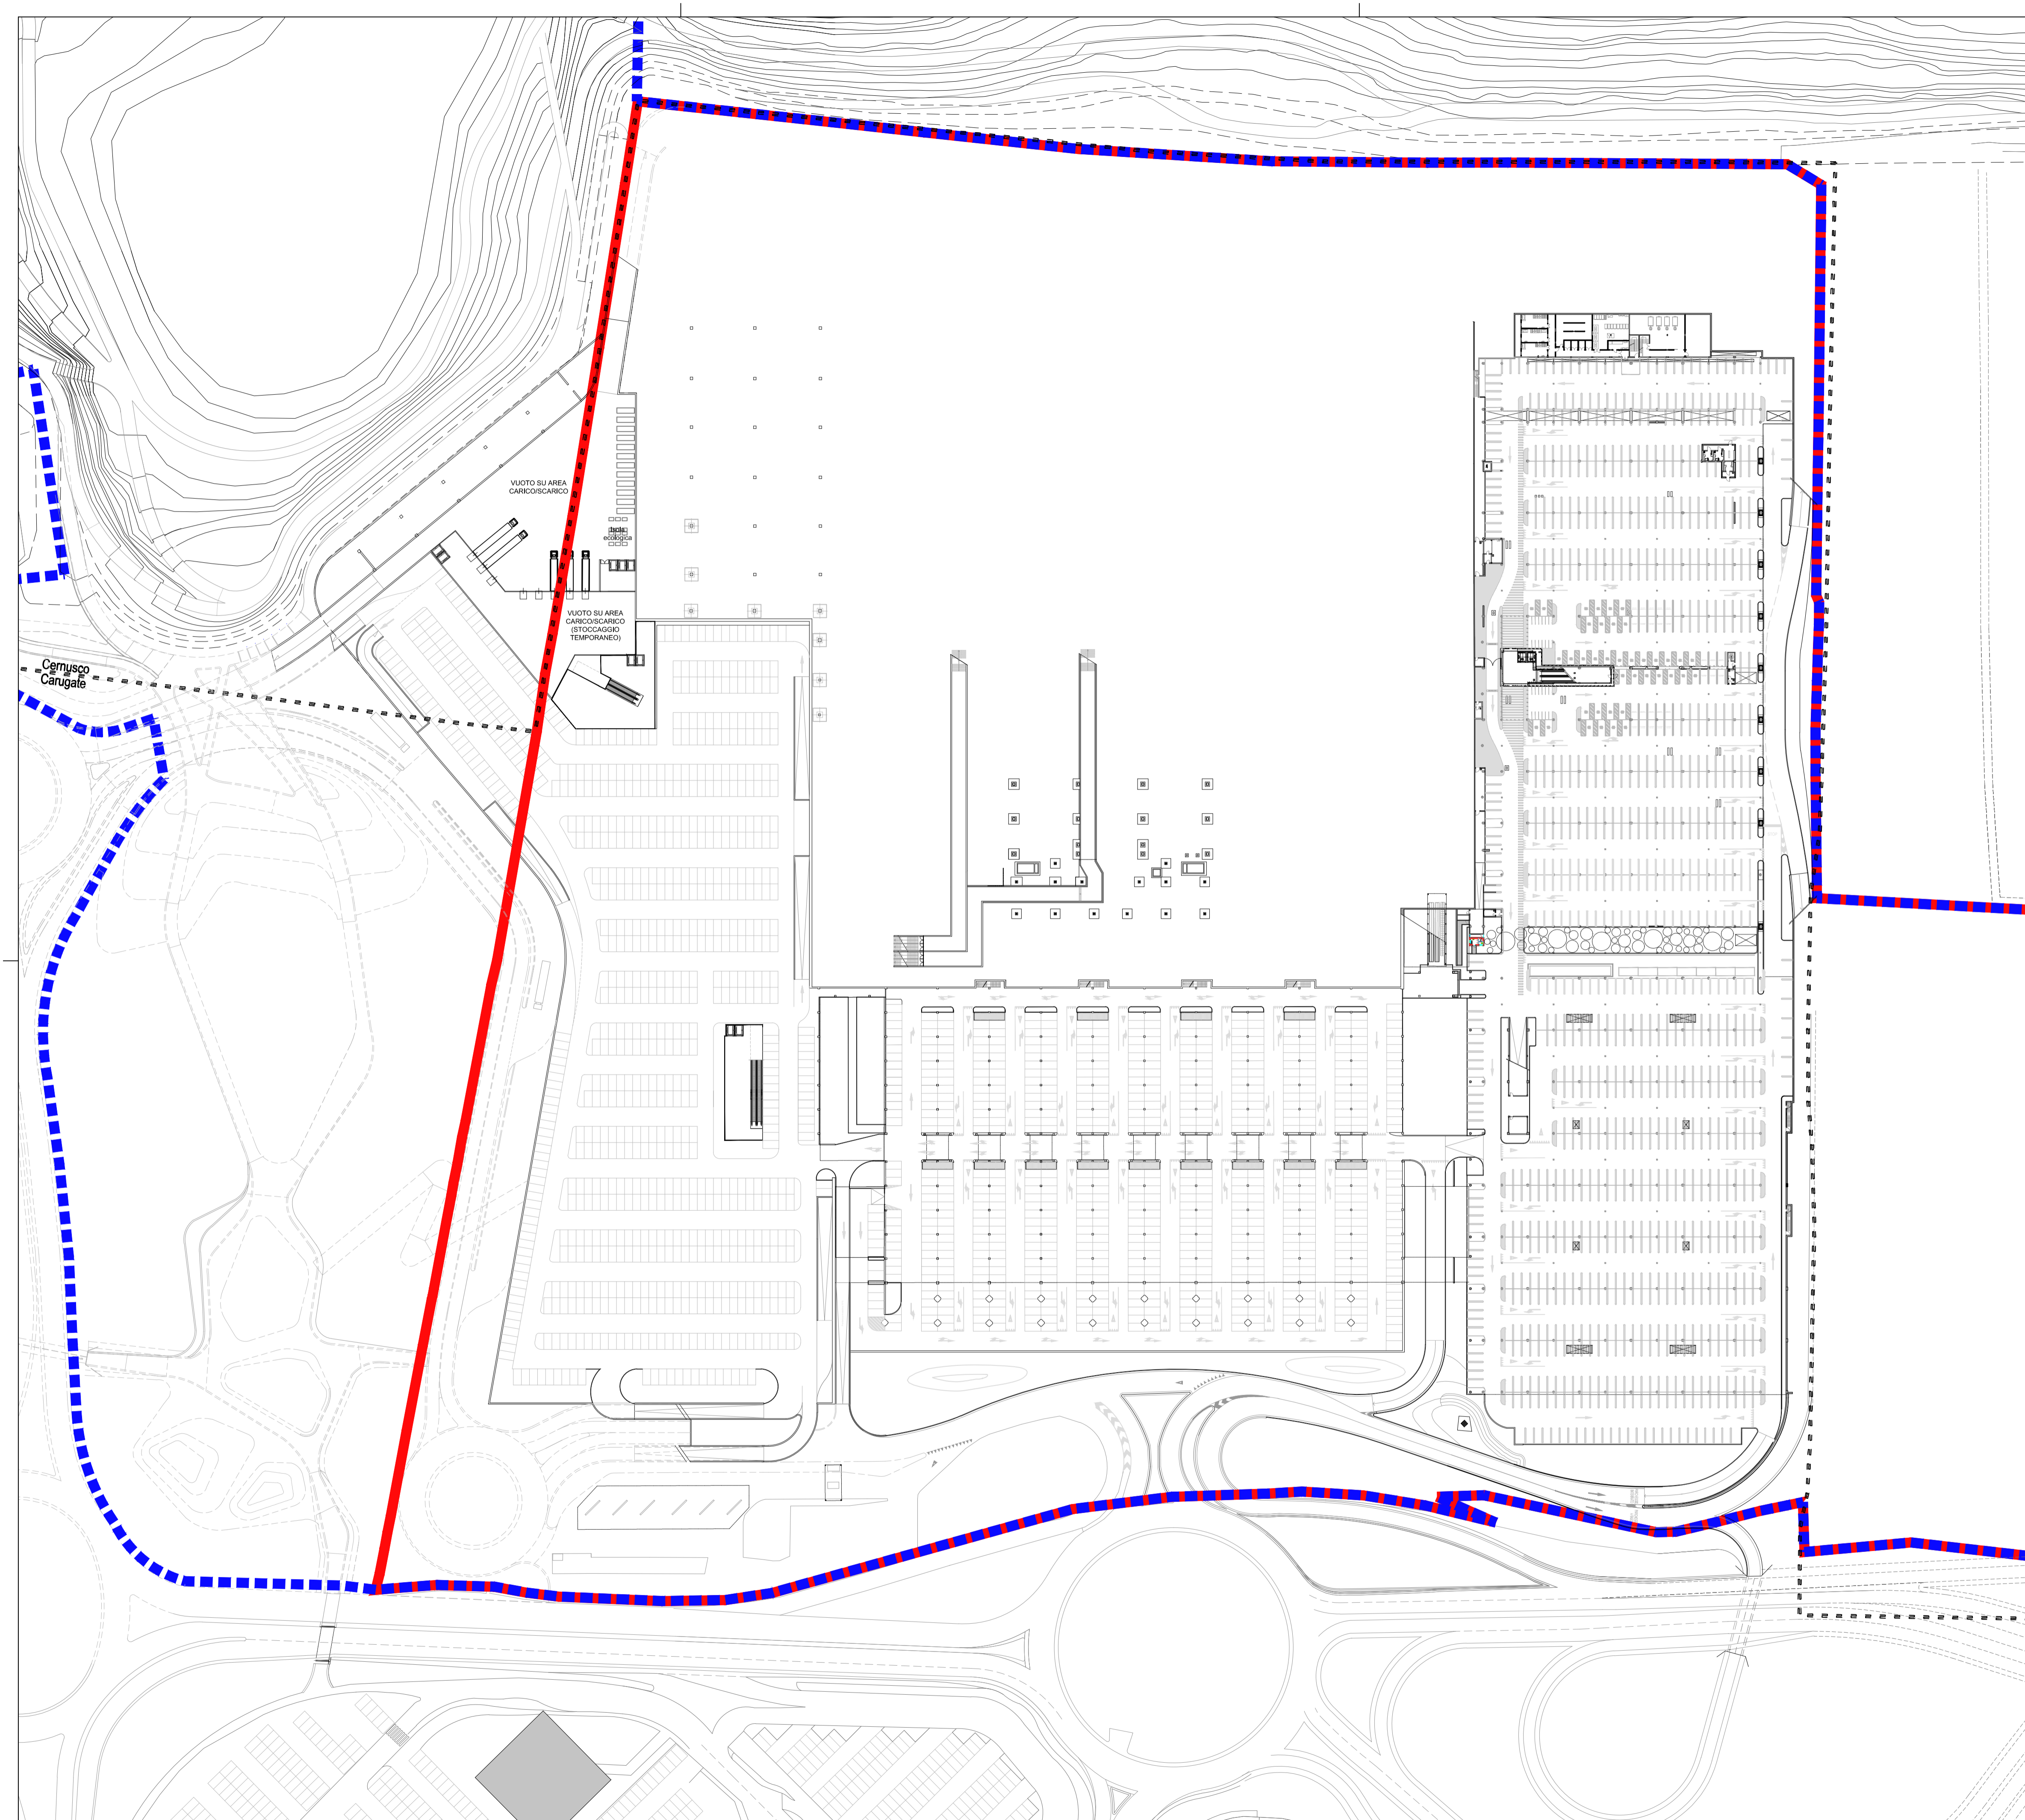 VUOTO SU AREA
CARICO/SCARICO
Isola
ecologica
VUOTO SU AREA
CARICO/SCARICO
(STOCCAGGIO
TEMPORANEO)
Cernusco
Carugate